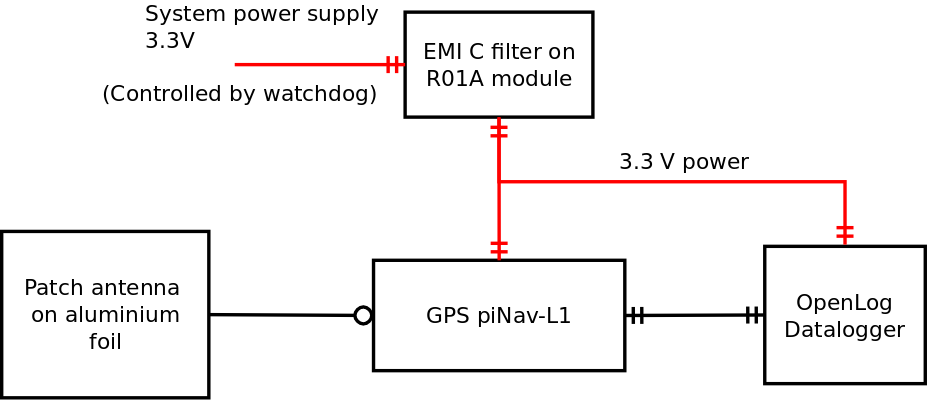 System power supply
3.3V
(Controlled by watchdog)
EMI C filter on
R01A module
3.3 V power
Patch antenna
on aluminium
foil
GPS piNav-L1
OpenLog
Datalogger